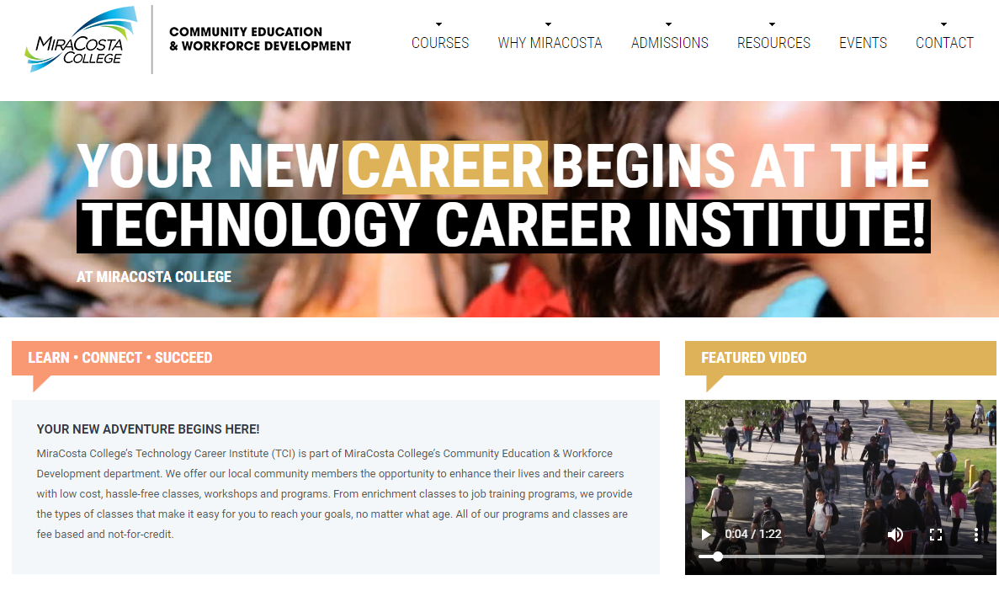 MIRACOSTA
COLLEGE
COMMUNITY EDUCATION
& WORKFORCE DEVELOPMENT
COURSES WHY MIRACOSTA ADMISSIONS RESOURCES EVENTS CONTACT
YOUR NEW CAREER BEGINS AT THE
TECHNOLOGY CAREER INSTITUTE!
AT MIRACOSTA COLLEGE
LEARN • CONNECT • SUCCEED
YOUR NEW ADVENTURE BEGINS HERE!
MiraCosta College’s Technology Career Institute (TCI) is part of MiraCosta College’s Community Education & Workforce
Development department. We offer our local community members the opportunity to enhance their lives and their careers
with low cost, hassle-free classes, workshops and programs. From enrichment classes to job training programs, we provide
the types of classes that make it easy for you to reach your goals, no matter what age. All of our programs and classes are
fee based and not-for-credit.
FEATURED VIDEO
0:04 / 1:22